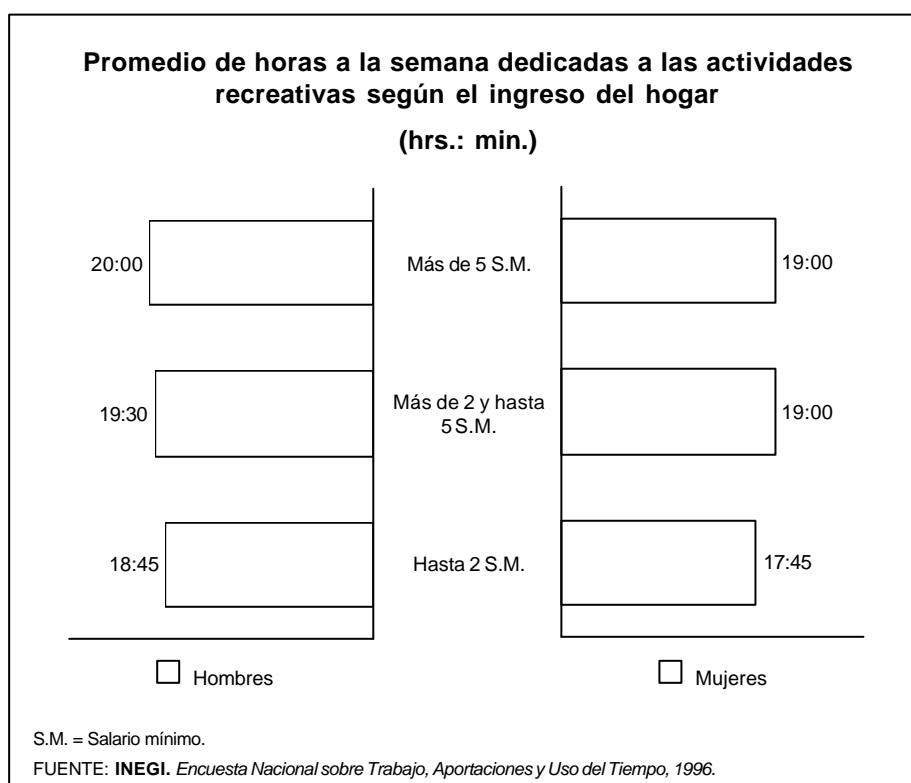 Promedio de horas a la semana dedicadas a las actividades
recreativas según el ingreso del hogar
(hrs.: min.)
20:00
Más de 5 S.M.
19:00
19:30
Más de 2 y hasta
5 S.M.
19:00
18:45
Hasta 2 S.M.
17:45
Hombres
Mujeres
S.M. = Salario mínimo.
FUENTE: INEGI. Encuesta Nacional sobre Trabajo, Aportaciones y Uso del Tiempo, 1996.